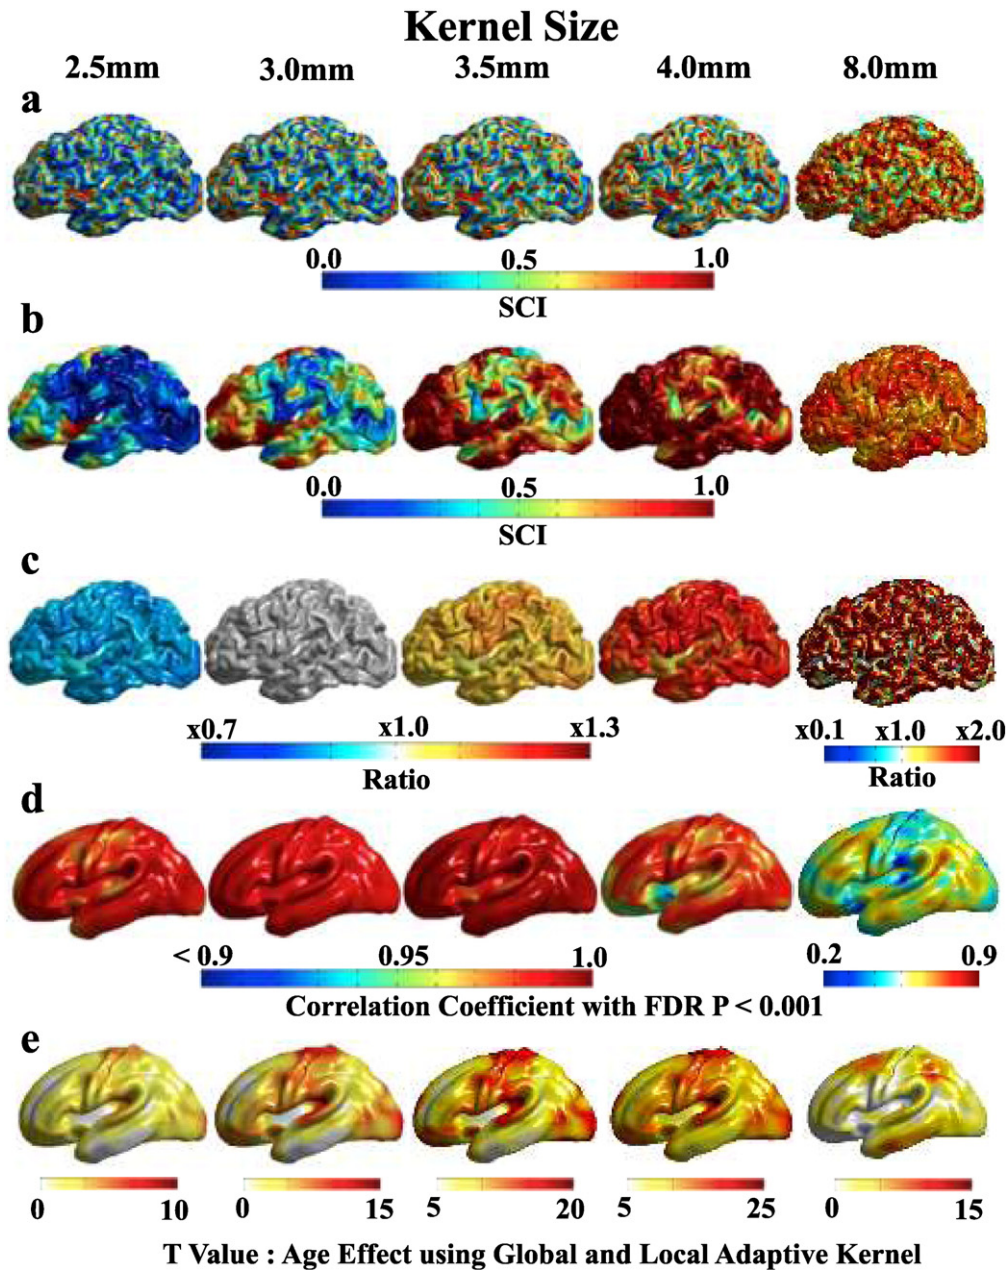 Kernel Size
2.5mm 3.0mm 3.5mm 4.0mm 8.0mm
a
0.0 0.5 1.0
SCI
b
0.0 0.5 1.0
SCI
c
x0.7 x1.0 x1.3 x0.1 x1.0 x2.0
Ratio Ratio
d
< 0.9 0.95 1.0 0.2 0.9
Correlation Coefficient with FDR P < 0.001
e
0 10 0 15 5 20 5 25 0 15
T Value : Age Effect using Global and Local Adaptive Kernel